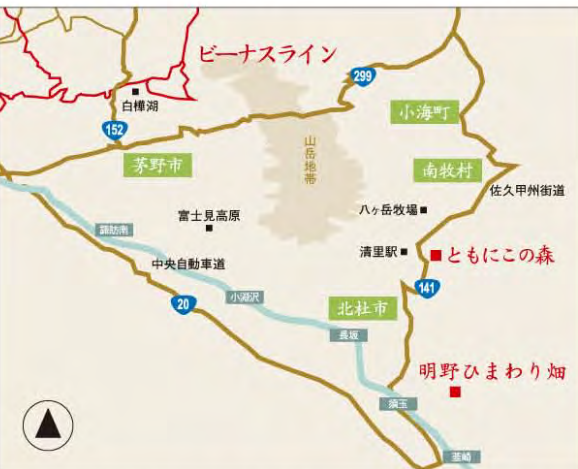 ビーナスライン
299
白樺湖
152
小海町
山岳地帯
茅野市
南牧村
佐久甲州街道
八ヶ岳牧場
富士見高原
諏訪南
清里駅
ともにこの森
中央自動車道
141
小淵沢
20
北杜市
長坂
明野ひまわり畑
須玉
韮崎